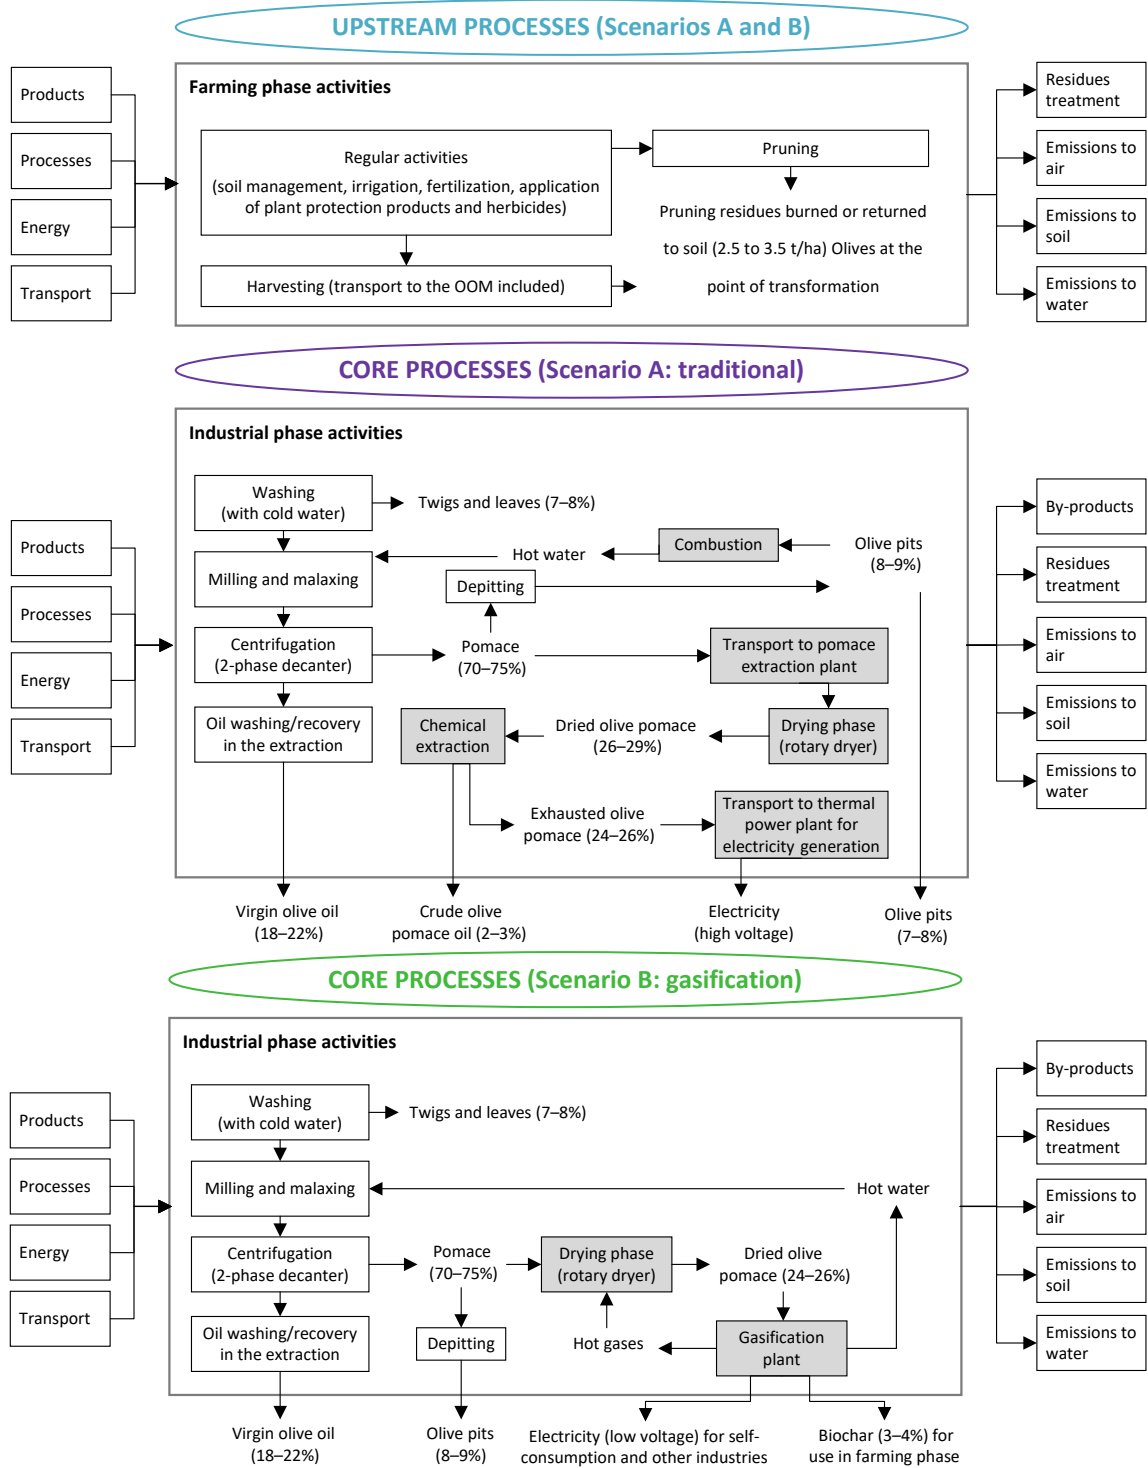 UPSTREAM PROCESSES (Scenarios A and B)
Products
Processes
Energy
Transport
Farming phase activities
Regular activities
(soil management, irrigation, fertilization, application
of plant protection products and herbicides)
Pruning
Pruning residues burned or returned
to soil (2.5 to 3.5 t/ha) Olives at the
point of transformation
Harvesting (transport to the OOM included)
Residues
treatment
Emissions to
air
Emissions to
soil
Emissions to
water
CORE PROCESSES (Scenario A: traditional)
Products
Processes
Energy
Transport
Industrial phase activities
Washing
(with cold water)
Twigs and leaves (7–8%)
Milling and malaxing
Hot water
Combustion
Olive pits
(8–9%)
Depitting
Centrifugation
(2-phase decanter)
Pomace
(70–75%)
Transport to pomace
extraction plant
Oil washing/recovery
in the extraction
Chemical
extraction
Dried olive pomace
(26–29%)
Drying phase
(rotary dryer)
Exhausted olive
pomace (24–26%)
Transport to thermal
power plant for
electricity generation
Virgin olive oil
(18–22%)
Crude olive
pomace oil (2–3%)
Electricity
(high voltage)
Olive pits
(7–8%)
By-products
Residues
treatment
Emissions to
air
Emissions to
soil
Emissions to
water
CORE PROCESSES (Scenario B: gasification)
Products
Processes
Energy
Transport
Industrial phase activities
Washing
(with cold water)
Twigs and leaves (7–8%)
Milling and malaxing
Hot water
Centrifugation
(2-phase decanter)
Pomace
(70–75%)
Drying phase
(rotary dryer)
Dried olive
pomace (24–26%)
Oil washing/recovery
in the extraction
Depitting
Hot gases
Gasification
plant
Virgin olive oil
(18–22%)
Olive pits
(8–9%)
Electricity (low voltage) for self-
consumption and other industries
Biochar (3–4%) for
use in farming phase
By-products
Residues
treatment
Emissions to
air
Emissions to
soil
Emissions to
water